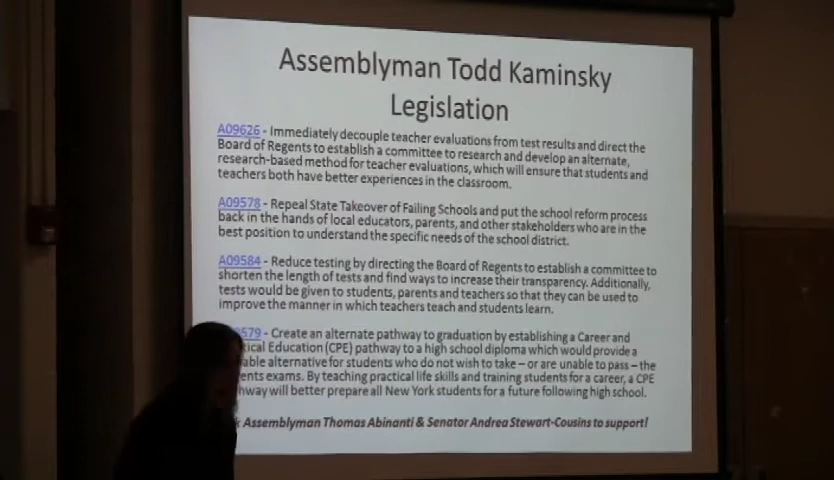 Assemblyman Todd Kaminsky
Legislation
A09626 - Immediately decouple teacher evaluations from test results and direct the
Board of Regents to establish a committee to research and develop an alternate,
research-based method for teacher evaluations, which will ensure that students and
teachers both have better experiences in the classroom.
A09578 - Repeal State Takeover of Failing Schools and put the school reform process
back in the hands of local educators, parents, and other stakeholders who are in the
best position to understand the specific needs of the school district.
A09584 - Reduce testing by directing the Board of Regents to establish a committee to
shorten the length of tests and find ways to increase their transparency. Additionally,
tests would be given to students, parents and teachers so that they can be used to
improve the manner in which teachers teach and students learn.
579 - Create an alternate pathway to graduation by establishing a Career and
tical Education (CPE) pathway to a high school diploma which would provide a
able alternative for students who do not wish to take – or are unable to pass – the
ents exams. By teaching practical life skills and training students for a career, a CPE
hway will better prepare all New York students for a future following high school.
k Assemblyman Thomas Abinanti & Senator Andrea Stewart-Cousins to support!